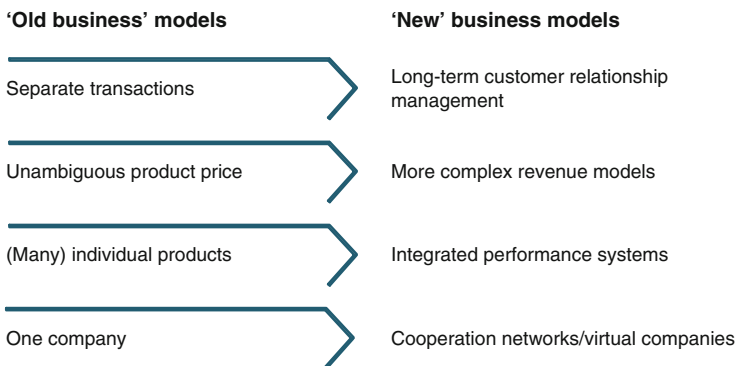 ‘Old business’ models
‘New’ business models
Separate transactions
Long-term customer relationship
management
Unambiguous product price
More complex revenue models
(Many) individual products
Integrated performance systems
One company
Cooperation networks/virtual companies